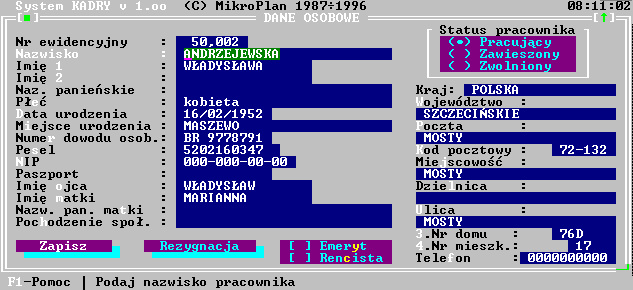 System KADRY v 1.oo (C) MikroPlan 1987÷1996 08:11:02
DANE OSOBOWE
Nr ewidencyjny : 50,002
Nazwisko : ANDRZEJEWSKA
Imię 1 : WŁADYSŁAWA
Imię 2 :
Naz. panieńskie :
Płeć : kobieta
Data urodzenia : 16/02/1952
Miejsce urodzenia : MASZEWO
Numer dowodu osob.: BR 9778791
Pesel : 5202160347
NIP : 000-000-00-00
Paszport :
Imię ojca : WŁADYSŁAW
Imię matki : MARIANNA
Nazw. pan. matki :
Pochodzenie społ. :
Zapisz Rezygnacja
[ ] Emeryt
[ ] Rencista
Status pracownika
(•) Pracujący
( ) Zawieszony
( ) Zwolniony
Kraj: POLSKA
Województwo :
SZCZECIŃSKIE
Poczta :
MOSTY
Kod pocztowy : 72-132
Miejscowość :
MOSTY
Dzielnica :
Ulica :
MOSTY
3.Nr domu : 76D
4.Nr mieszk.: 17
Telefon : 0000000000
F1-Pomoc | Podaj nazwisko pracownika